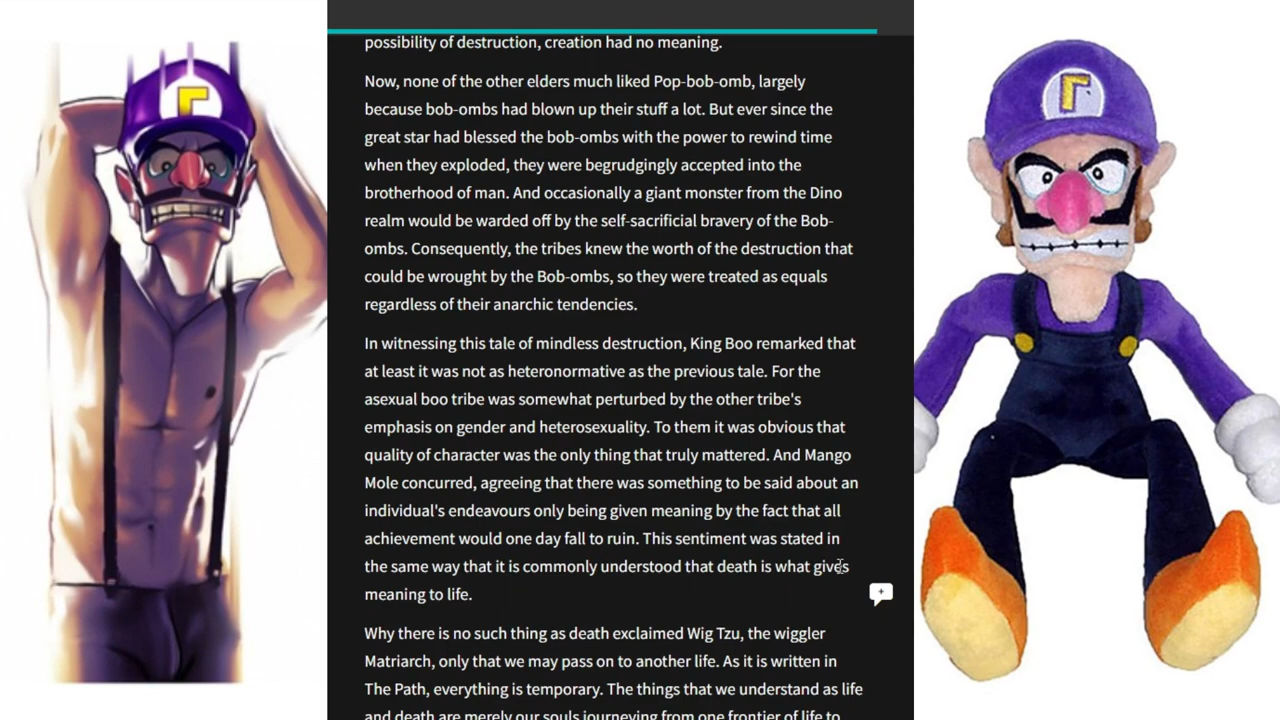 possibility of destruction, creation had no meaning.
Now, none of the other elders much liked Pop-bob-omb, largely
because bob-ombs had blown up their stuff a lot. But ever since the
great star had blessed the bob-ombs with the power to rewind time
when they exploded, they were begrudgingly accepted into the
brotherhood of man. And occasionally a giant monster from the Dino
realm would be warded off by the self-sacrificial bravery of the Bob-
ombs. Consequently, the tribes knew the worth of the destruction that
could be wrought by the Bob-ombs, so they were treated as equals
regardless of their anarchic tendencies.
In witnessing this tale of mindless destruction, King Boo remarked that
at least it was not as heteronormative as the previous tale. For the
asexual boo tribe was somewhat perturbed by the other tribe's
emphasis on gender and heterosexuality. To them it was obvious that
quality of character was the only thing that truly mattered. And Mango
Mole concurred, agreeing that there was something to be said about an
individual's endeavours only being given meaning by the fact that all
achievement would one day fall to ruin. This sentiment was stated in
the same way that it is commonly understood that death is what gives
meaning to life.
Why there is no such thing as death exclaimed Wig Tzu, the wiggler
Matriarch, only that we may pass on to another life. As it is written in
The Path, everything is temporary. The things that we understand as life
and death are merely our souls journeying from one frontier of life to